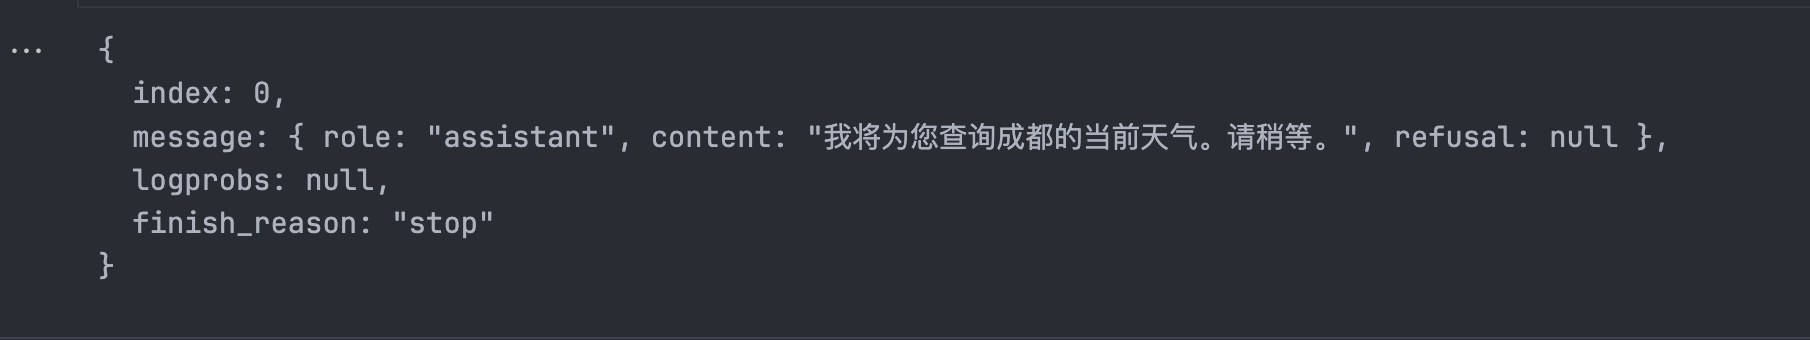 ...
{
index: 0,
message: { role: "assistant", content: "我将为您查询成都的当前天气。请稍等。", refusal: null },
logprobs: null,
finish_reason: "stop"
}